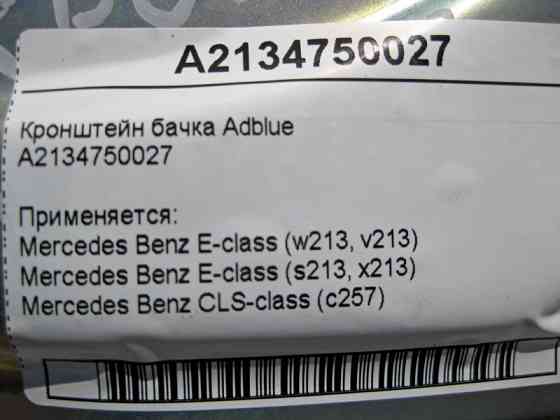 A2134750027
Кронштейн бачка Adblue
A2134750027
Применяется:
Mercedes Benz E-class (w213, v213)
Mercedes Benz E-class (s213, x213)
Mercedes Benz CLS-class (c257)